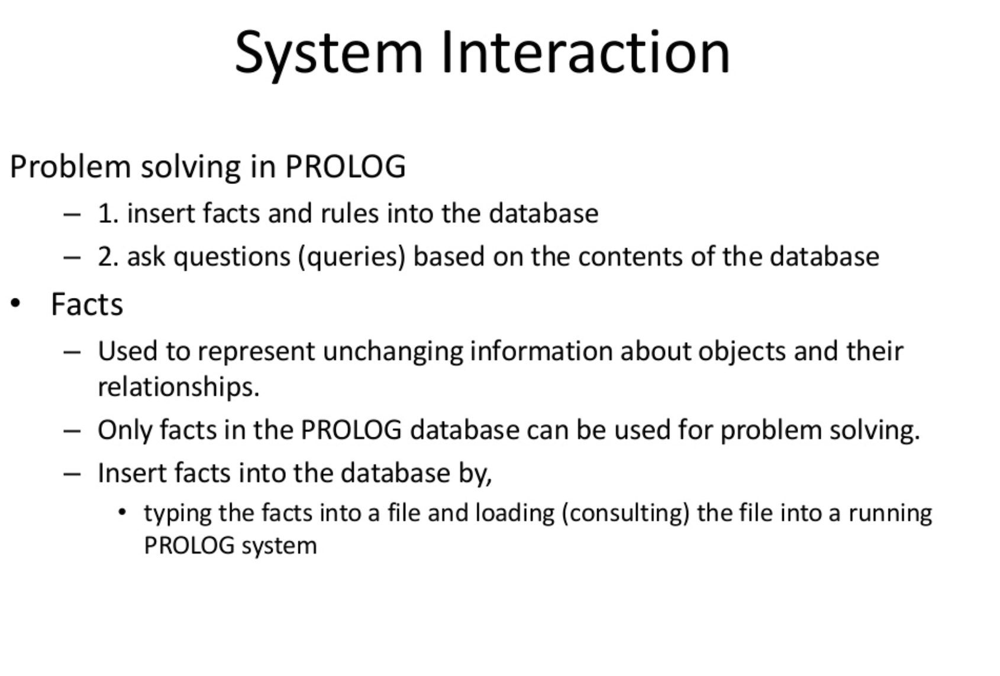 System Interaction
Problem solving in PROLOG
– 1. insert facts and rules into the database
– 2. ask questions (queries) based on the contents of the database
• Facts
– Used to represent unchanging information about objects and their
relationships.
– Only facts in the PROLOG database can be used for problem solving.
– Insert facts into the database by,
• typing the facts into a file and loading (consulting) the file into a running
PROLOG system